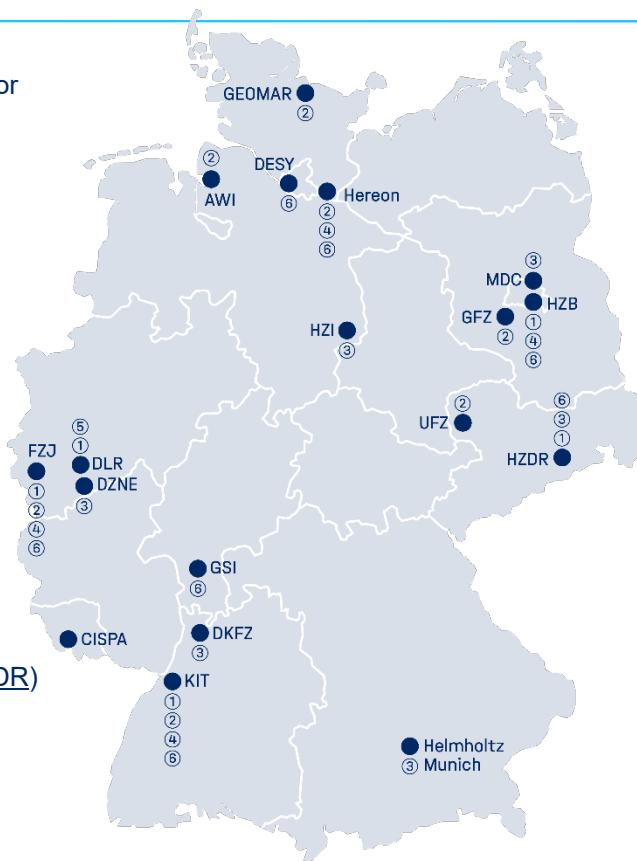 or
GEOMAR
②
②
AWI
DESY
⑥
Hereon
②
④
⑥
③
MDC
HZB
①
④
⑥
GFZ
②
HZI
③
②
UFZ
⑥
③
①
HZDR
FZJ
①
②
④
⑥
⑤
①
DLR
DZNE
③
GSI
⑥
CISPA
DKFZ
③
DR)
KIT
①
②
④
⑥
Helmholtz
③ Munich